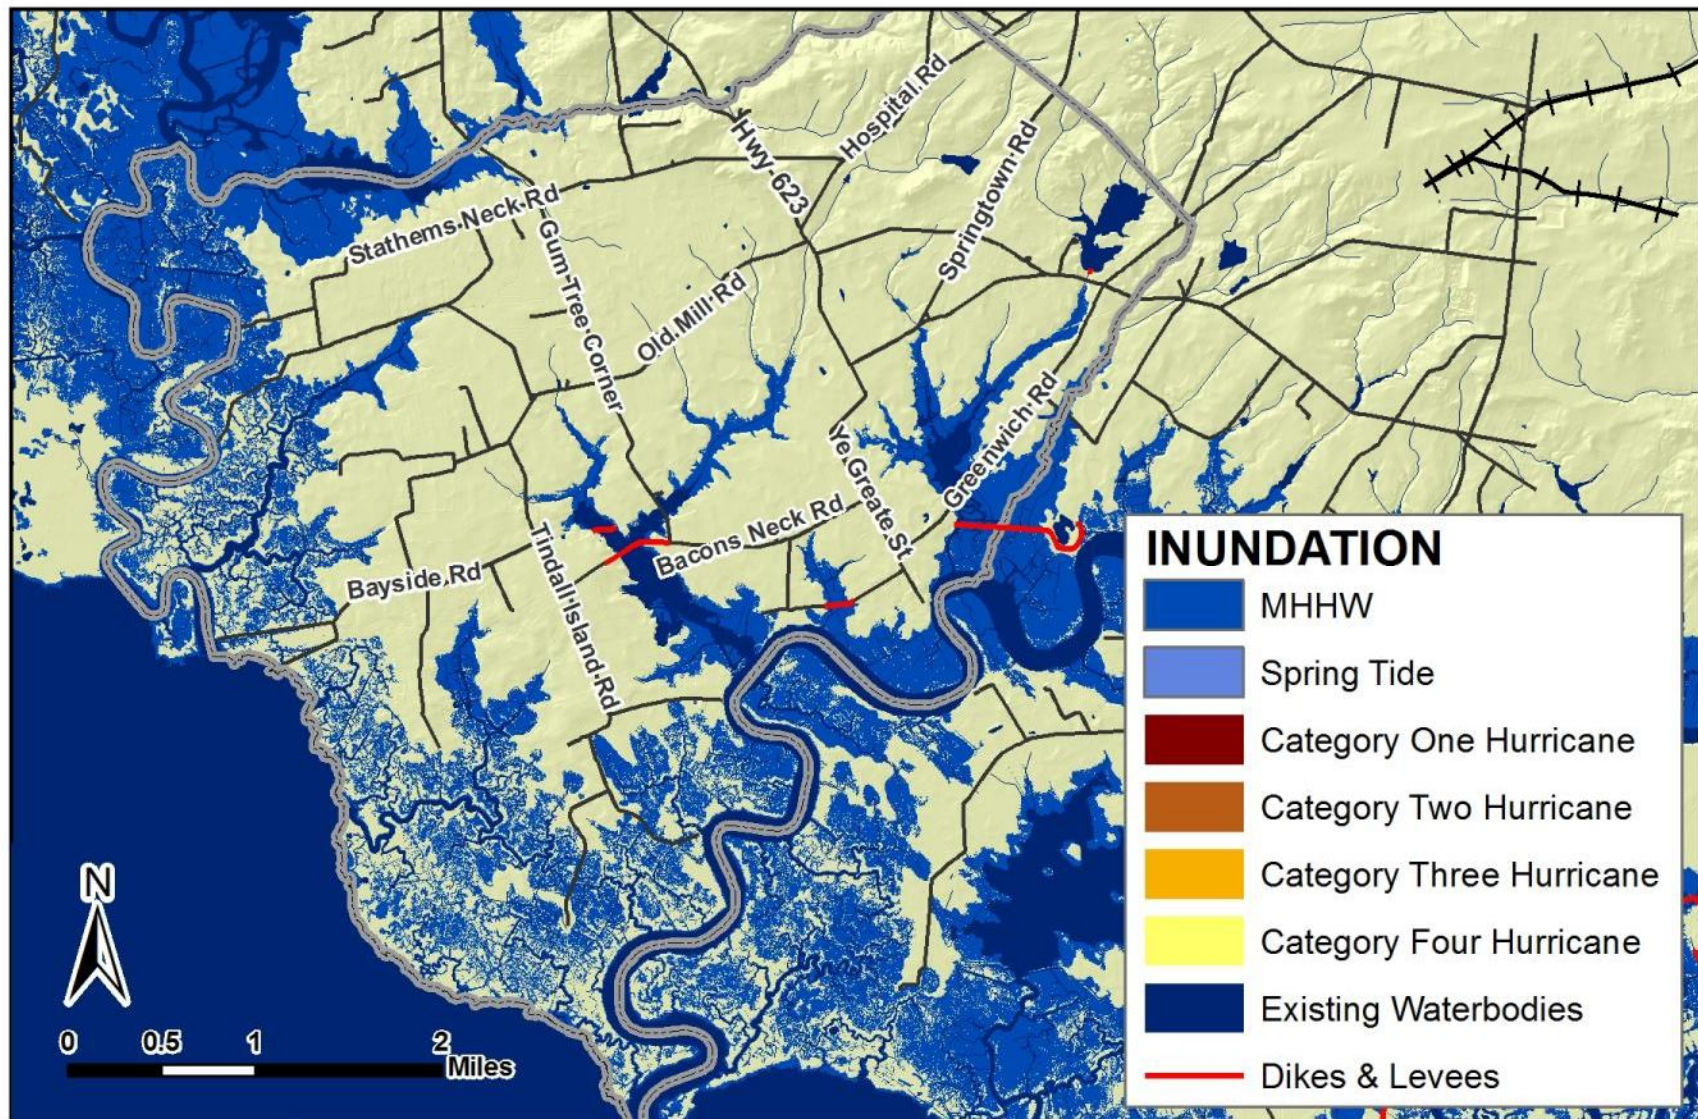 Hospital Rd
Hwy 623
Springtown Rd
Stathems Neck Rd
Gum Tree Corner
Old Mill Rd
Greenwich Rd
Ye Greate St
Bacons Neck Rd
Tindall Island Rd
Bayside Rd
INUNDATION
MHHW
Spring Tide
Category One Hurricane
Category Two Hurricane
Category Three Hurricane
Category Four Hurricane
Existing Waterbodies
Dikes & Levees
N
0 0.5 1 2
Miles